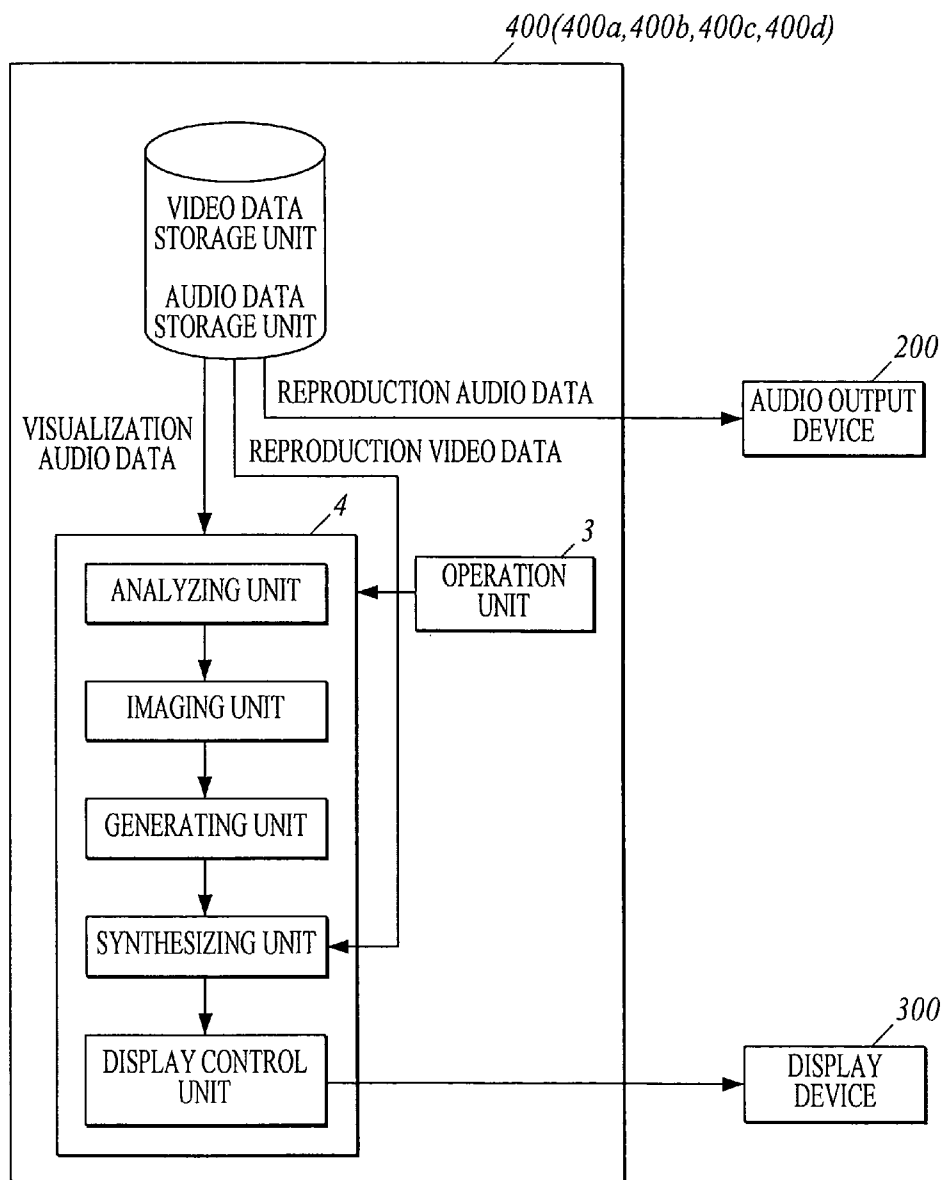 400(400a,400b,400c,400d)
VIDEO DATA
STORAGE UNIT
AUDIO DATA
STORAGE UNIT
REPRODUCTION AUDIO DATA
200
AUDIO OUTPUT
DEVICE
VISUALIZATION
AUDIO DATA
REPRODUCTION VIDEO DATA
4
3
ANALYZING UNIT
OPERATION
UNIT
IMAGING UNIT
GENERATING UNIT
SYNTHESIZING UNIT
DISPLAY CONTROL
UNIT
300
DISPLAY
DEVICE